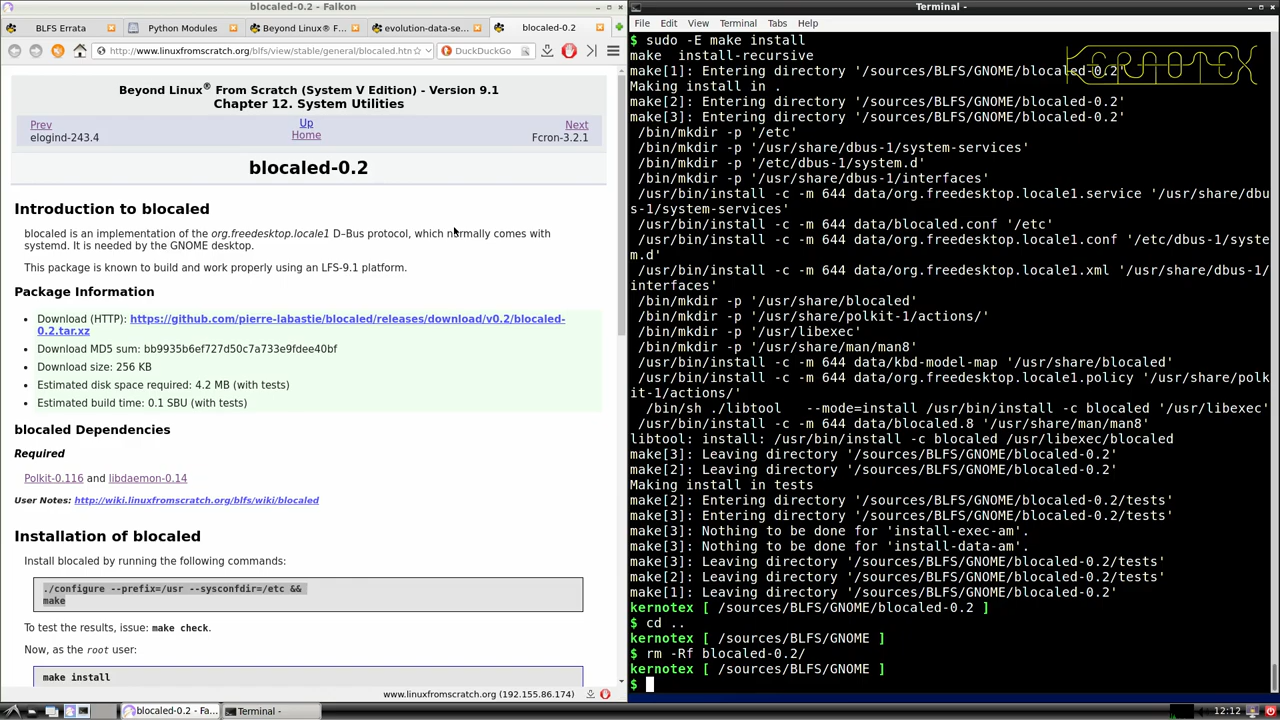 blocaled-0.2 - Falkon
BLFS Errata
Python Modules
Beyond Linux® F...
evolution-data-se...
blocaled-0.2
http://www.linuxfromscratch.org/blfs/view/stable/general/blocaled.htm
DuckDuckGo
Beyond Linux® From Scratch (System V Edition) - Version 9.1
Chapter 12. System Utilities
Prev
Up
Next
elogind-243.4
Home
Fcron-3.2.1
blocaled-0.2
Introduction to blocaled
blocaled is an implementation of the org.freedesktop.locale1 D-Bus protocol, which normally comes with
systemd. It is needed by the GNOME desktop.
This package is known to build and work properly using an LFS-9.1 platform.
Package Information
Download (HTTP): https://github.com/pierre-labastie/blocaled/releases/download/v0.2/blocaled-
0.2.tar.xz
Download MD5 sum: bb9935b6ef727d50c7a733e9fdee40bf
Download size: 256 KB
Estimated disk space required: 4.2 MB (with tests)
Estimated build time: 0.1 SBU (with tests)
blocaled Dependencies
Required
Polkit-0.116 and libdaemon-0.14
User Notes: http://wiki.linuxfromscratch.org/blfs/wiki/blocaled
Installation of blocaled
Install blocaled by running the following commands:
./configure --prefix=/usr --sysconfdir=/etc &&
make
To test the results, issue: make check.
Now, as the root user:
make install
www.linuxfromscratch.org (192.155.86.174)
Terminal -
File Edit View Terminal Tabs Help
KERNOTEX
$ sudo -E make install
make  install-recursive
make[1]: Entering directory '/sources/BLFS/GNOME/blocaled-0.2'
Making install in .
make[2]: Entering directory '/sources/BLFS/GNOME/blocaled-0.2'
make[3]: Entering directory '/sources/BLFS/GNOME/blocaled-0.2'
/bin/mkdir -p '/etc'
/bin/mkdir -p '/usr/share/dbus-1/system-services'
/bin/mkdir -p '/etc/dbus-1/system.d'
/bin/mkdir -p '/usr/share/dbus-1/interfaces'
/usr/bin/install -c -m 644 data/org.freedesktop.locale1.service '/usr/share/dbu
s-1/system-services'
/usr/bin/install -c -m 644 data/blocaled.conf '/etc'
/usr/bin/install -c -m 644 data/org.freedesktop.locale1.conf '/etc/dbus-1/syste
m.d'
/usr/bin/install -c -m 644 data/org.freedesktop.locale1.xml '/usr/share/dbus-1/
interfaces'
/bin/mkdir -p '/usr/share/blocaled'
/bin/mkdir -p '/usr/share/polkit-1/actions/'
/bin/mkdir -p '/usr/libexec'
/bin/mkdir -p '/usr/share/man/man8'
/usr/bin/install -c -m 644 data/kbd-model-map '/usr/share/blocaled'
/usr/bin/install -c -m 644 data/org.freedesktop.locale1.policy '/usr/share/polk
it-1/actions/'
/bin/sh ./libtool   --mode=install /usr/bin/install -c blocaled '/usr/libexec'
/usr/bin/install -c -m 644 blocaled.8 '/usr/share/man/man8'
libtool: install: /usr/bin/install -c blocaled /usr/libexec/blocaled
make[3]: Leaving directory '/sources/BLFS/GNOME/blocaled-0.2'
make[2]: Leaving directory '/sources/BLFS/GNOME/blocaled-0.2'
Making install in tests
make[2]: Entering directory '/sources/BLFS/GNOME/blocaled-0.2/tests'
make[3]: Entering directory '/sources/BLFS/GNOME/blocaled-0.2/tests'
make[3]: Nothing to be done for 'install-exec-am'.
make[3]: Nothing to be done for 'install-data-am'.
make[3]: Leaving directory '/sources/BLFS/GNOME/blocaled-0.2/tests'
make[2]: Leaving directory '/sources/BLFS/GNOME/blocaled-0.2/tests'
make[1]: Leaving directory '/sources/BLFS/GNOME/blocaled-0.2'
kernotex [ /sources/BLFS/GNOME/blocaled-0.2 ]
$ cd ..
kernotex [ /sources/BLFS/GNOME ]
$ rm -Rf blocaled-0.2/
kernotex [ /sources/BLFS/GNOME ]
$
blocaled-0.2 - Fa...
Terminal -
12:12